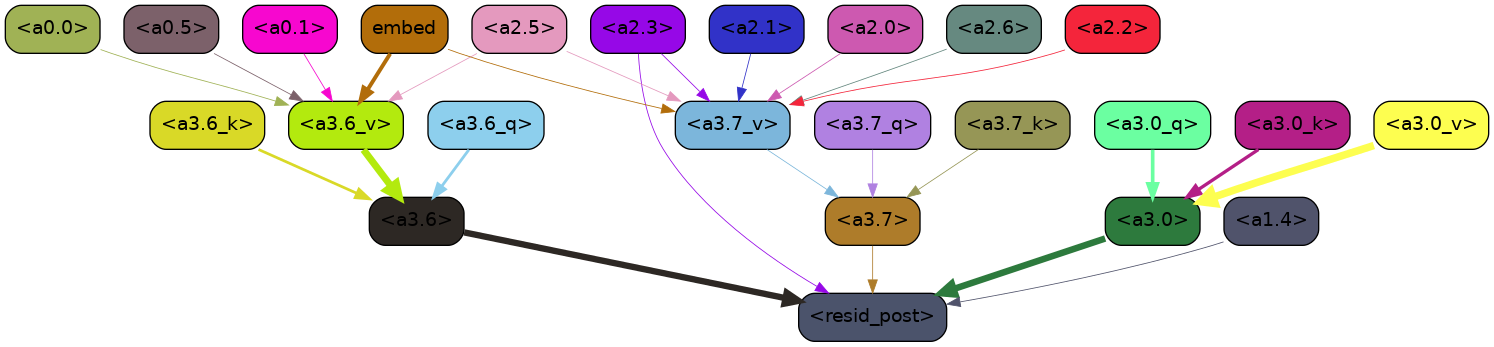 <a0.0> <a0.5> <a0.1> embed <a2.5> <a2.3> <a2.1> <a2.0> <a2.6> <a2.2>
<a3.6_k> <a3.6_v> <a3.6_q> <a3.7_v> <a3.7_q> <a3.7_k> <a3.0_q> <a3.0_k> <a3.0_v>
<a3.6> <a3.7> <a3.0> <a1.4>
<resid_post>